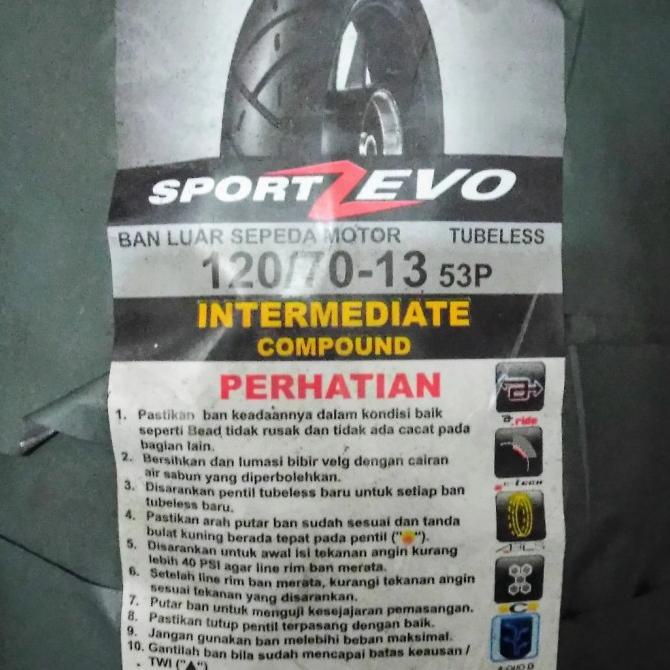 SPORT ZEVO
BAN LUAR SEPEDA MOTOR TUBELESS
120/70-13 53P
INTERMEDIATE
COMPOUND
PERHATIAN
1. Pastikan ban keadaannya dalam kondisi baik
seperti Bead tidak rusak dan tidak ada cacat pada
bagian lain.
2. Bersihkan dan lumasi bibir velg dengan cairan
air sabun yang diperbolehkan.
3. Disarankan pentil tubeless baru untuk setiap ban
tubeless baru.
4. Pastikan arah putar ban sudah sesuai dan tanda
bulat kuning berada tepat pada pentil ("●").
5. Disarankan untuk awal isi tekanan angin kurang
lebih 40 PSI agar line rim ban merata.
6. Setelah line rim ban merata, kurangi tekanan angin
sesuai tekanan yang disarankan.
7. Putar ban untuk menguji kesejajaran pemasangan.
8. Pastikan tutup pentil terpasang dengan baik.
9. Jangan gunakan ban melebihi beban maksimal.
10. Gantilah ban bila sudah mencapai batas keausan /
TWI ("▲")
a.ride